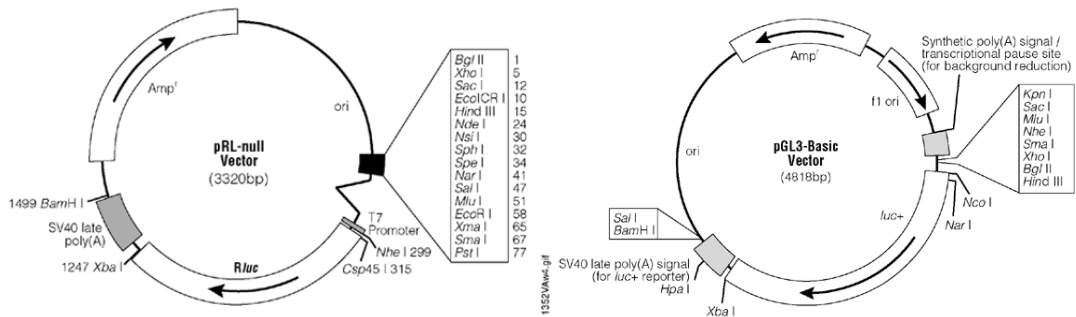 Ampʳ
ori
pRL-null
Vector
(3320bp)
Bgl II 1
Xho I 5
Sac I 12
EcoICR I 10
Hind III 15
Nde I 24
Nsi I 30
Sph I 32
Spe I 34
Nar I 41
Sal I 47
Mlu I 51
EcoR I 58
Xma I 65
Sma I 67
Pst I 77
1499 BamH I
SV40 late
poly(A)
1247 Xba I
Rluc
T7
Promoter
Nhe I 299
Csp45 I 315
1352VAw4.gif
Ampʳ
f1 ori
Synthetic poly(A) signal /
transcriptional pause site
(for background reduction)
Kpn I
Sac I
Mlu I
Nhe I
Sma I
Xho I
Bgl II
Hind III
ori
pGL3-Basic
Vector
(4818bp)
Nco I
Nar I
luc+
Sal I
BamH I
SV40 late poly(A) signal
(for luc+ reporter)
Hpa I
Xba I